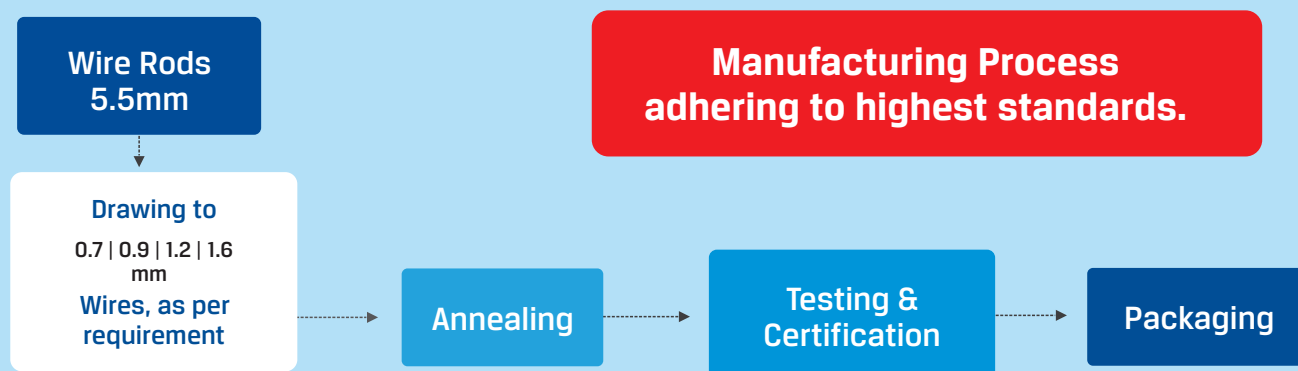 Wire Rods
5.5mm
Manufacturing Process
adhering to highest standards.
Drawing to
0.7 | 0.9 | 1.2 | 1.6
mm
Wires, as per
requirement
Annealing
Testing &
Certification
Packaging